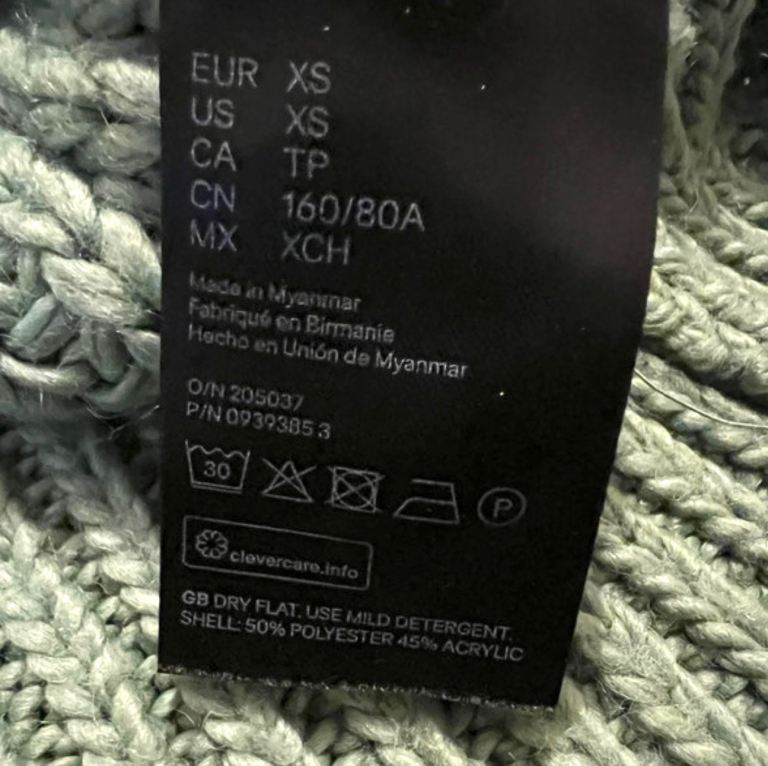 EUR XS
US XS
CA TP
CN 160/80A
MX XCH
Made in Myanmar
Fabriqué en Birmanie
Hecho en Unión de Myanmar
O/N 205037
P/N 0939385 3
30
P
clevercare.info
GB DRY FLAT. USE MILD DETERGENT.
SHELL: 50% POLYESTER 45% ACRYLIC